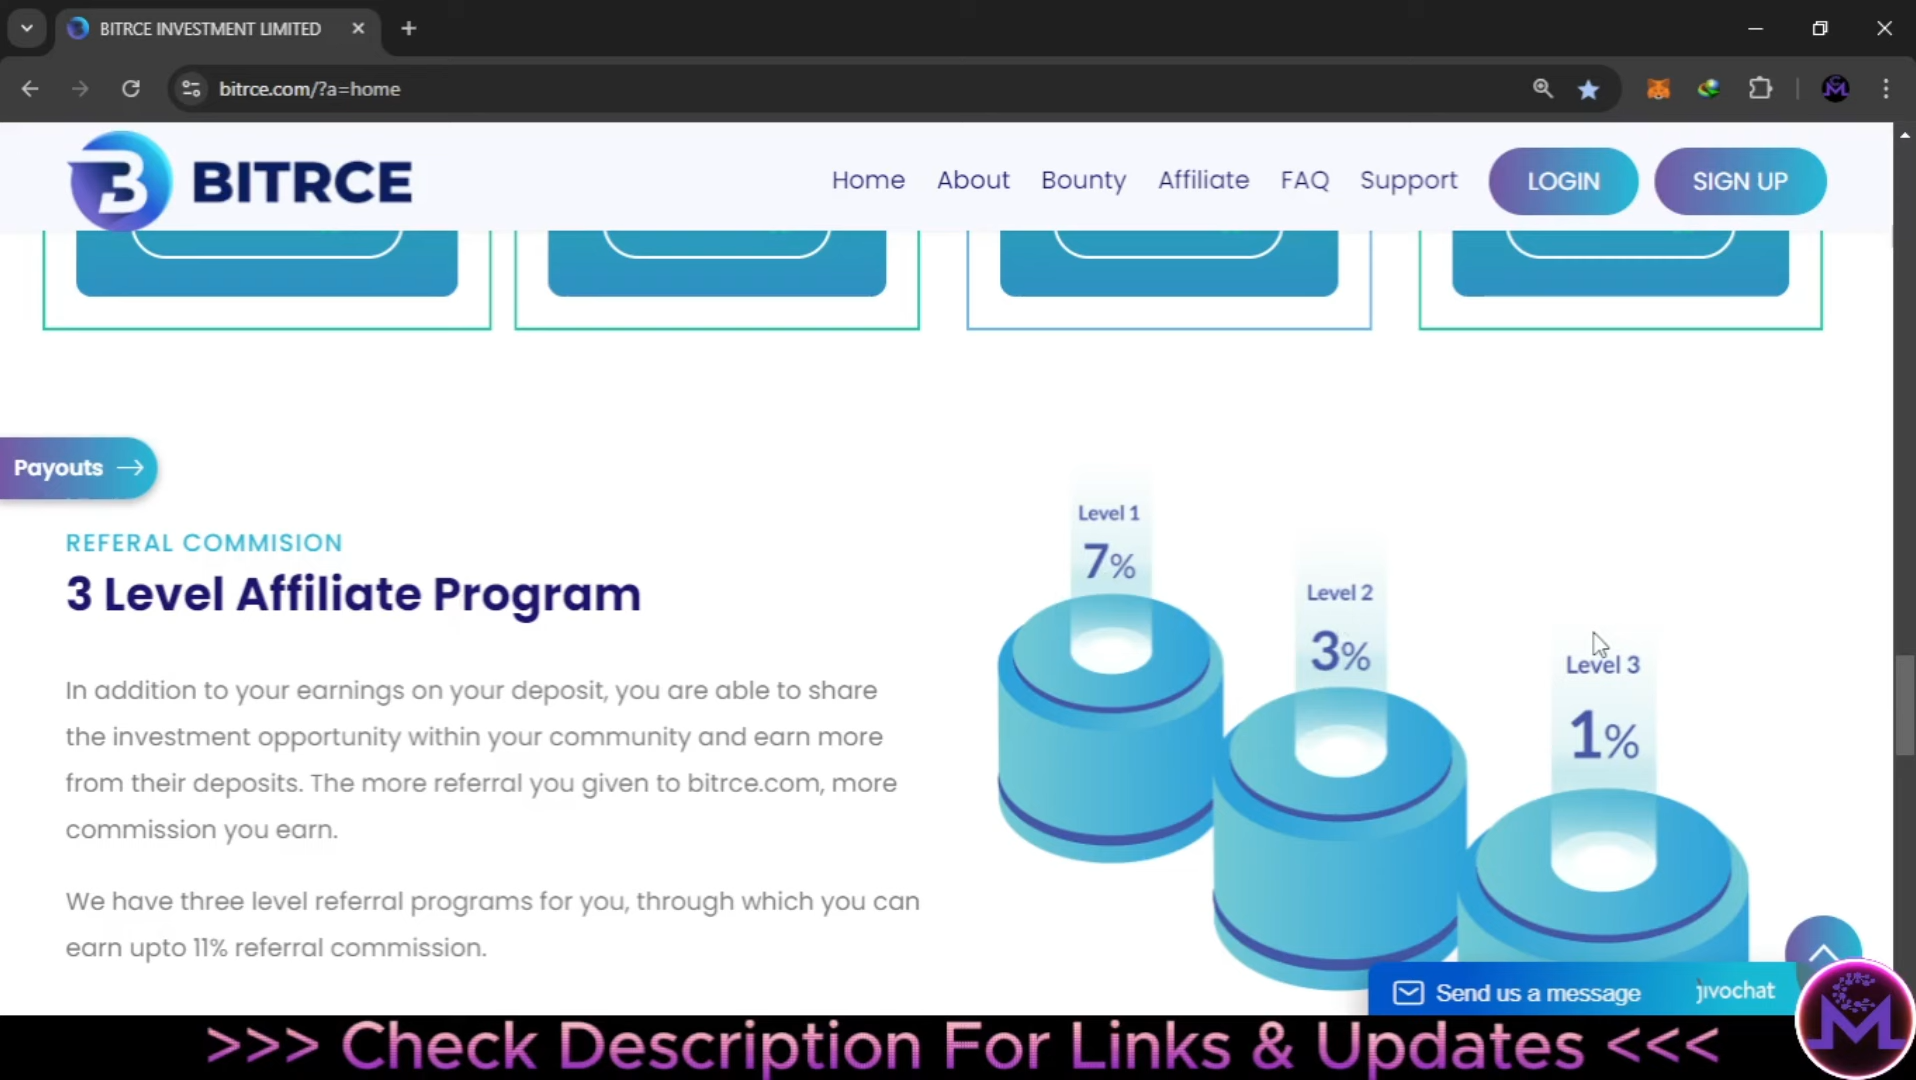 BITRCE INVESTMENT LIMITED
bitrce.com/?a=home
BITRCE
Home
About
Bounty
Affiliate
FAQ
Support
LOGIN
SIGN UP
Payouts
REFERAL COMMISION
3 Level Affiliate Program
In addition to your earnings on your deposit, you are able to share
the investment opportunity within your community and earn more
from their deposits. The more referral you given to bitrce.com, more
commission you earn.
We have three level referral programs for you, through which you can
earn upto 11% referral commission.
Level 1
7%
Level 2
3%
Level 3
1%
Send us a message
jivochat
>>> Check Description For Links & Updates <<<